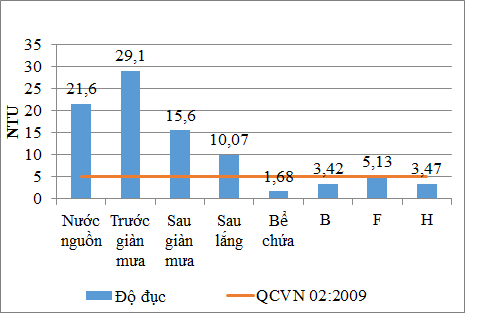 35
30
25
20
15
10
5
0
NTU
21,6
29,1
15,6
10,07
1,68
3,42
5,13
3,47
Nước nguồn
Trước giàn mưa
Sau giàn mưa
Sau lắng
Bể chứa
B
F
H
Độ đục
QCVN 02:2009